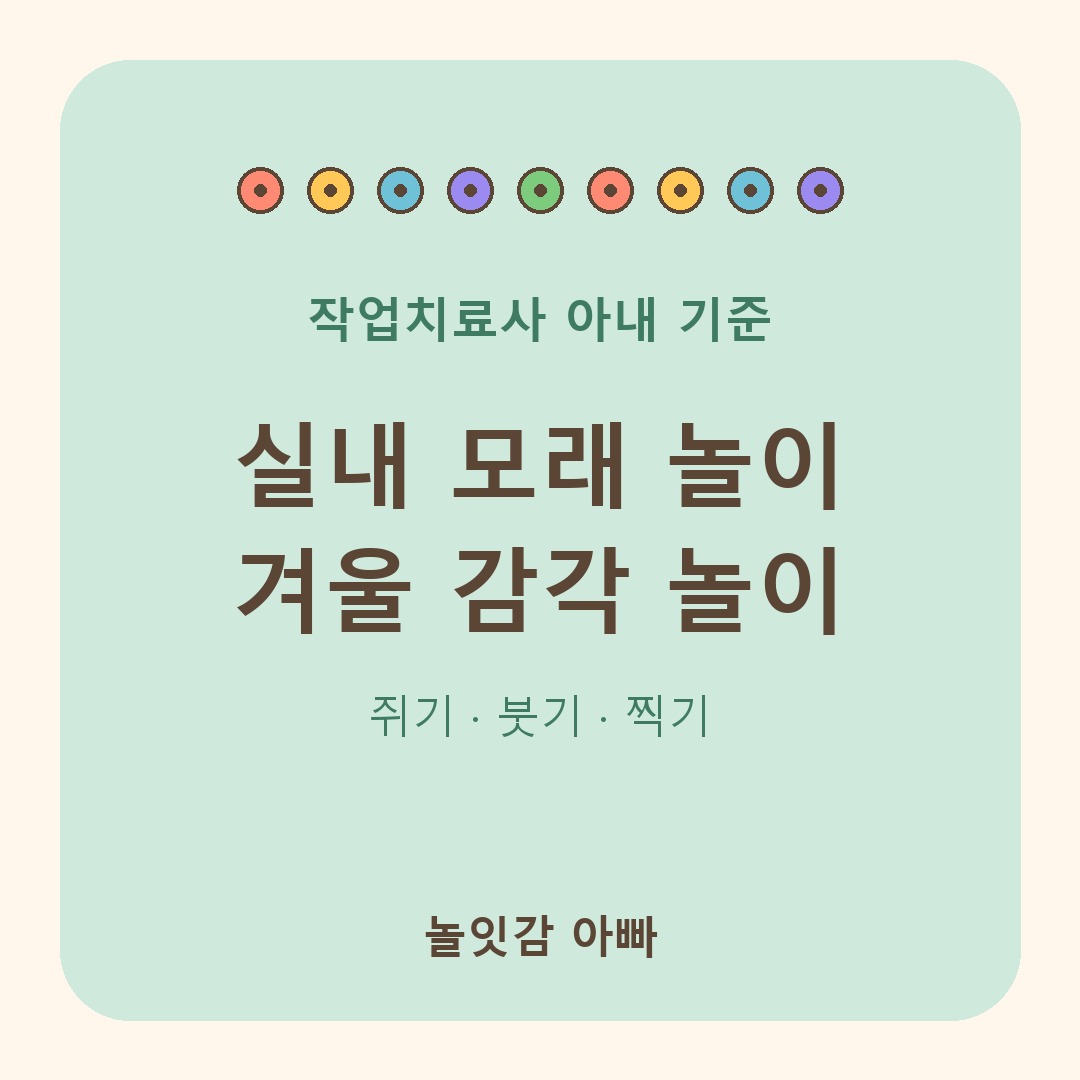 작업치료사 아내 기준
실내 모래 놀이
겨울 감각 놀이
쥐기 · 붓기 · 찍기
놀잇감 아빠